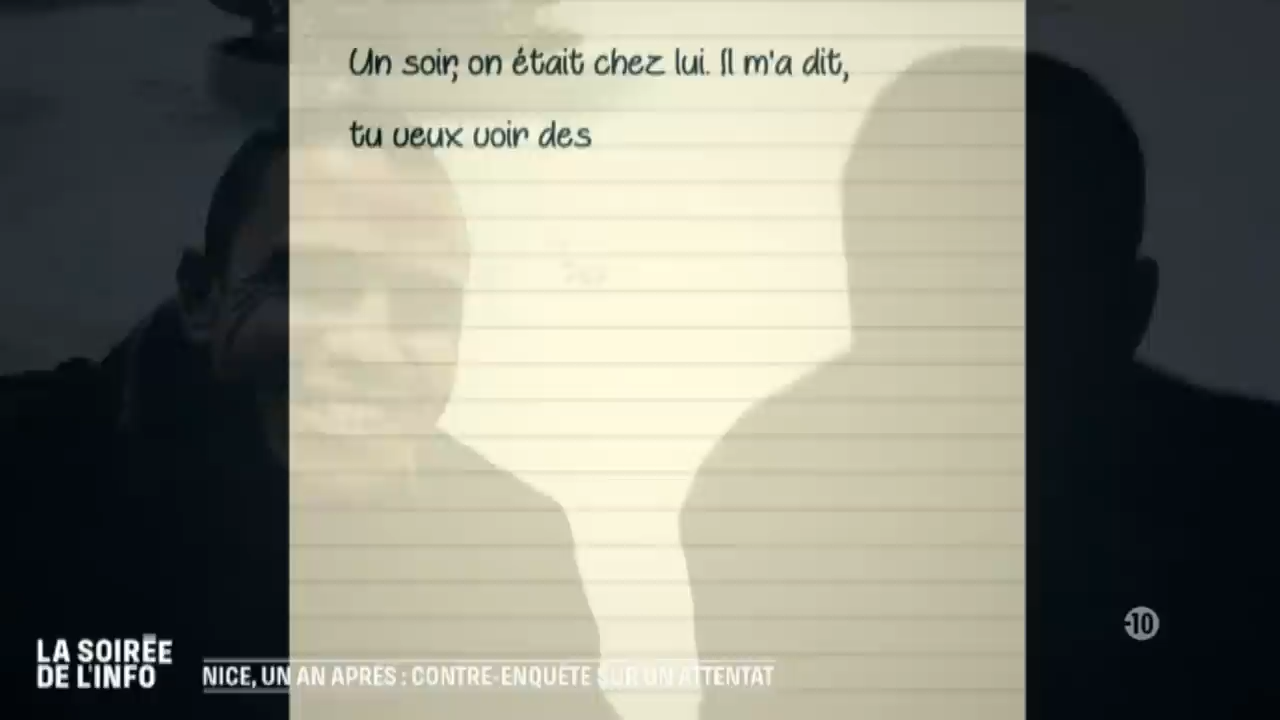 Un soir, on était chez lui. Il m'a dit,
tu veux voir des
-10
LA SOIRÉE
DE L'INFO
NICE, UN AN APRÈS : CONTRE-ENQUÊTE SUR UN ATTENTAT